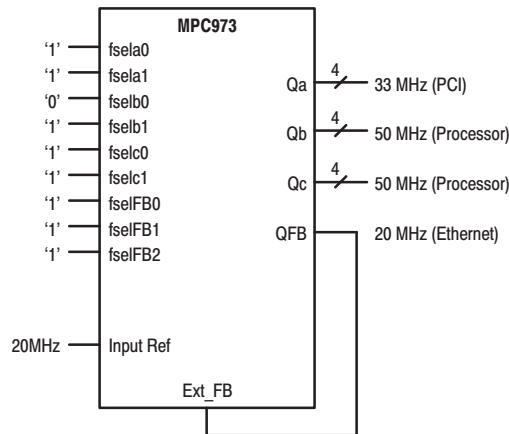 MPC973
‘1’ fsela0
‘1’ fsela1
‘0’ fselb0
‘1’ fselb1
‘1’ fselc0
‘1’ fselc1
‘1’ fselFB0
‘1’ fselFB1
‘1’ fselFB2
20MHz Input Ref
Ext_FB
Qa 4 33 MHz (PCI)
Qb 4 50 MHz (Processor)
Qc 4 50 MHz (Processor)
QFB 20 MHz (Ethernet)